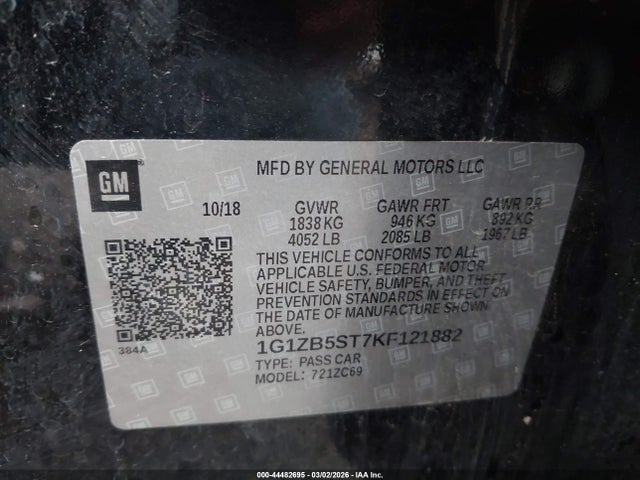 GM
MFD BY GENERAL MOTORS LLC
10/18 GVWR GAWR FRT GAWR RR
1838 KG 946 KG 892 KG
4052 LB 2085 LB 1967 LB
THIS VEHICLE CONFORMS TO ALL
APPLICABLE U.S. FEDERAL MOTOR
VEHICLE SAFETY, BUMPER, AND THEFT
PREVENTION STANDARDS IN EFFECT ON
THE DATE OF MANUFACTURE SHOWN
ABOVE.
384A
1G1ZB5ST7KF121882
TYPE: PASS CAR
MODEL: 721ZC69
000-44482695 - 03/02/2026 - IAA Inc.